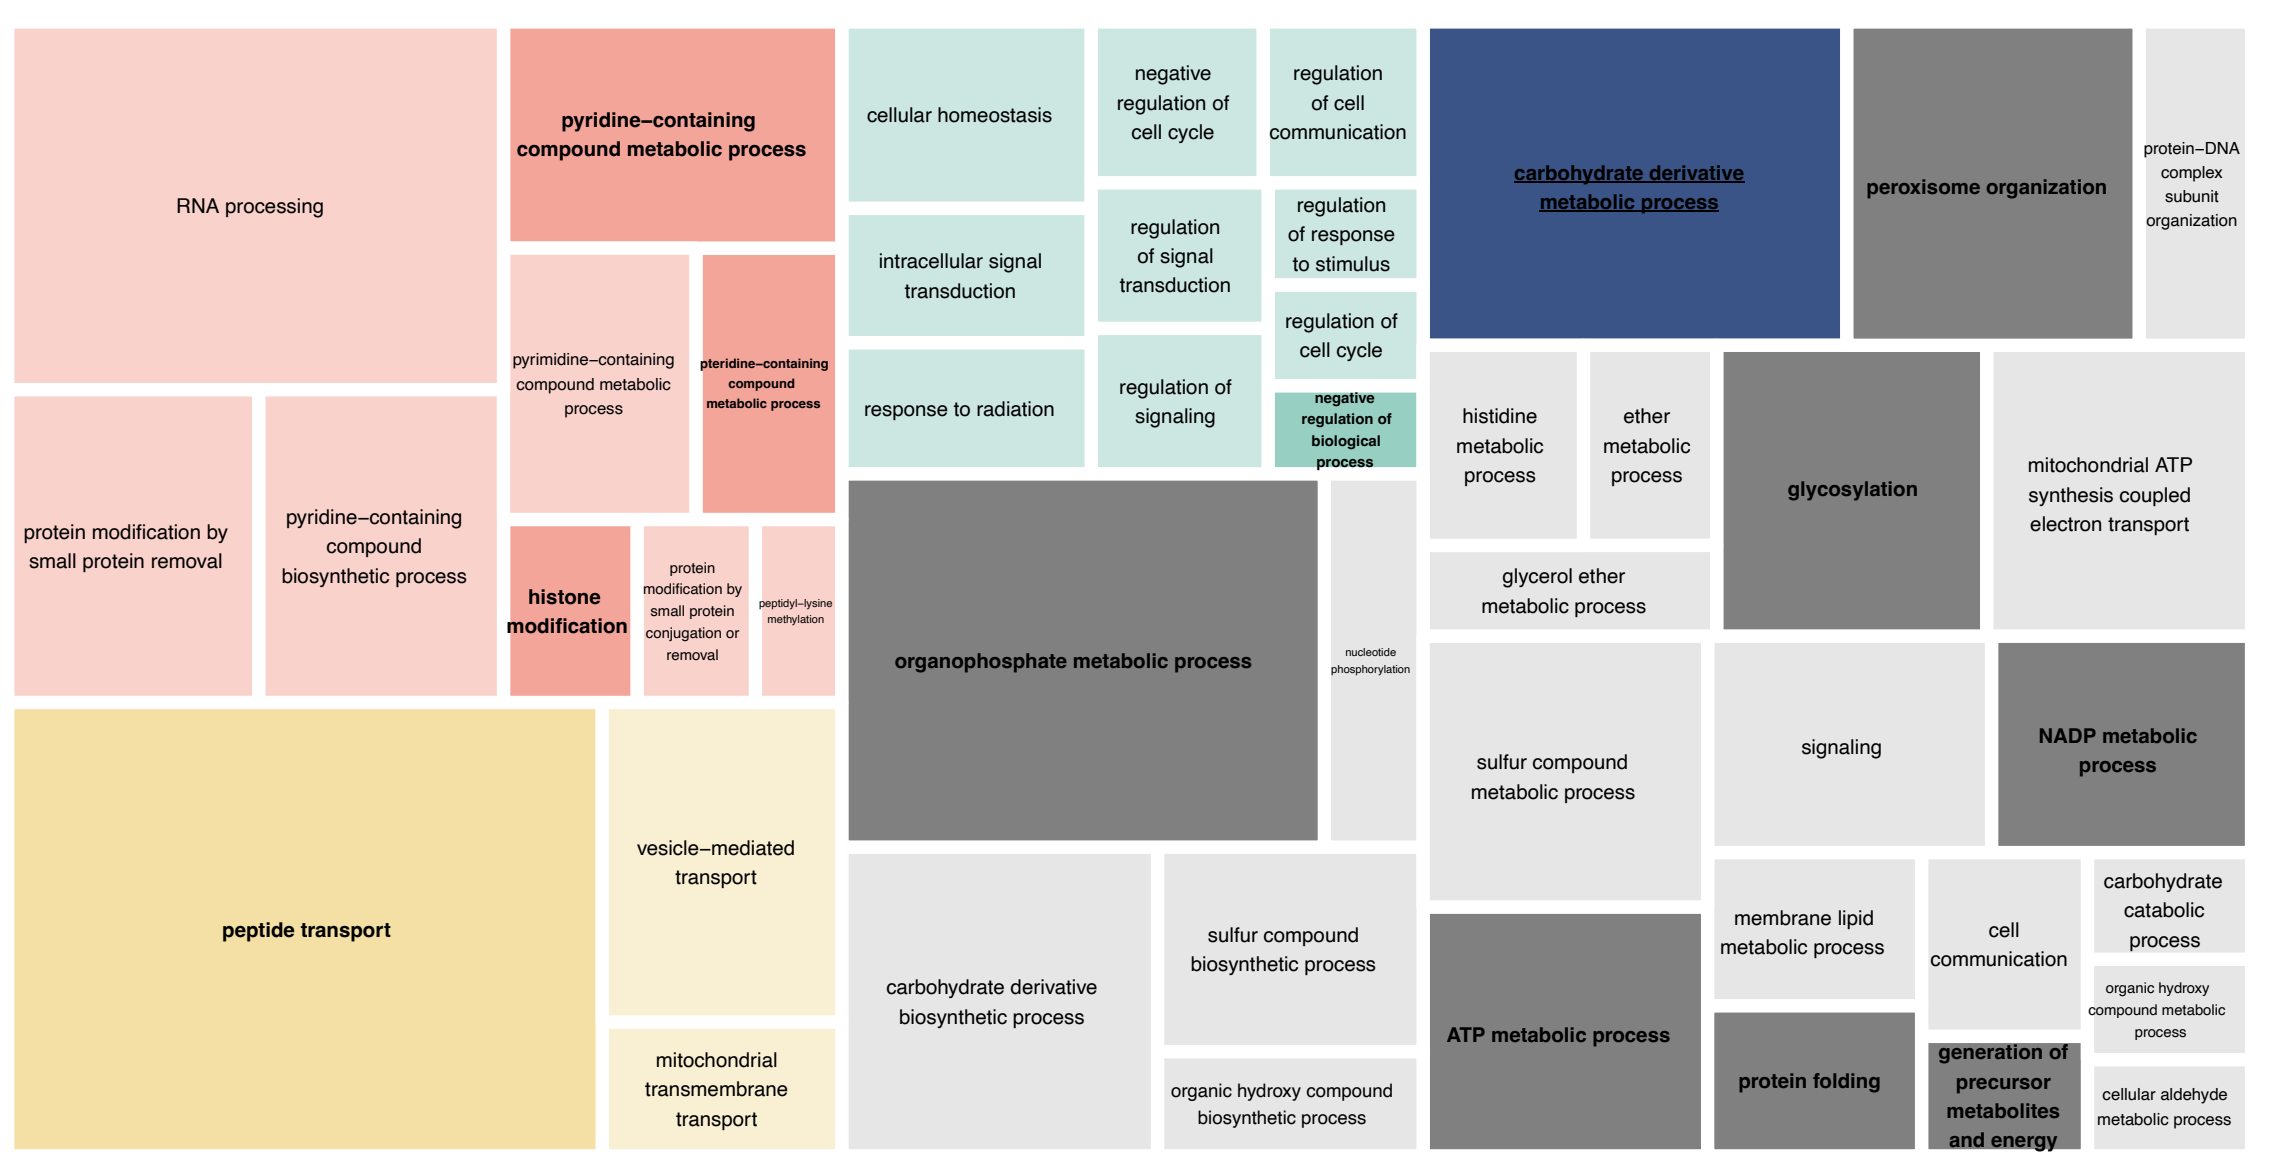 RNA processing
pyridine–containing
compound metabolic process
pyrimidine–containing
compound metabolic
process
pteridine–containing
compound
metabolic process
protein modification by
small protein removal
pyridine–containing
compound
biosynthetic process
histone
modification
protein
modification by
small protein
conjugation or
removal
peptidyl–lysine
methylation
peptide transport
vesicle–mediated
transport
mitochondrial
transmembrane
transport
cellular homeostasis
negative
regulation of
cell cycle
regulation
of cell
communication
intracellular signal
transduction
regulation
of signal
transduction
regulation
of response
to stimulus
regulation of
cell cycle
response to radiation
regulation of
signaling
negative
regulation of
biological
process
organophosphate metabolic process
nucleotide
phosphorylation
carbohydrate derivative
biosynthetic process
sulfur compound
biosynthetic process
organic hydroxy compound
biosynthetic process
carbohydrate derivative
metabolic process
peroxisome organization
protein–DNA
complex
subunit
organization
histidine
metabolic
process
ether
metabolic
process
glycerol ether
metabolic process
glycosylation
mitochondrial ATP
synthesis coupled
electron transport
sulfur compound
metabolic process
signaling
NADP metabolic
process
ATP metabolic process
membrane lipid
metabolic process
cell
communication
carbohydrate
catabolic
process
organic hydroxy
compound metabolic
process
protein folding
generation of
precursor
metabolites
and energy
cellular aldehyde
metabolic process